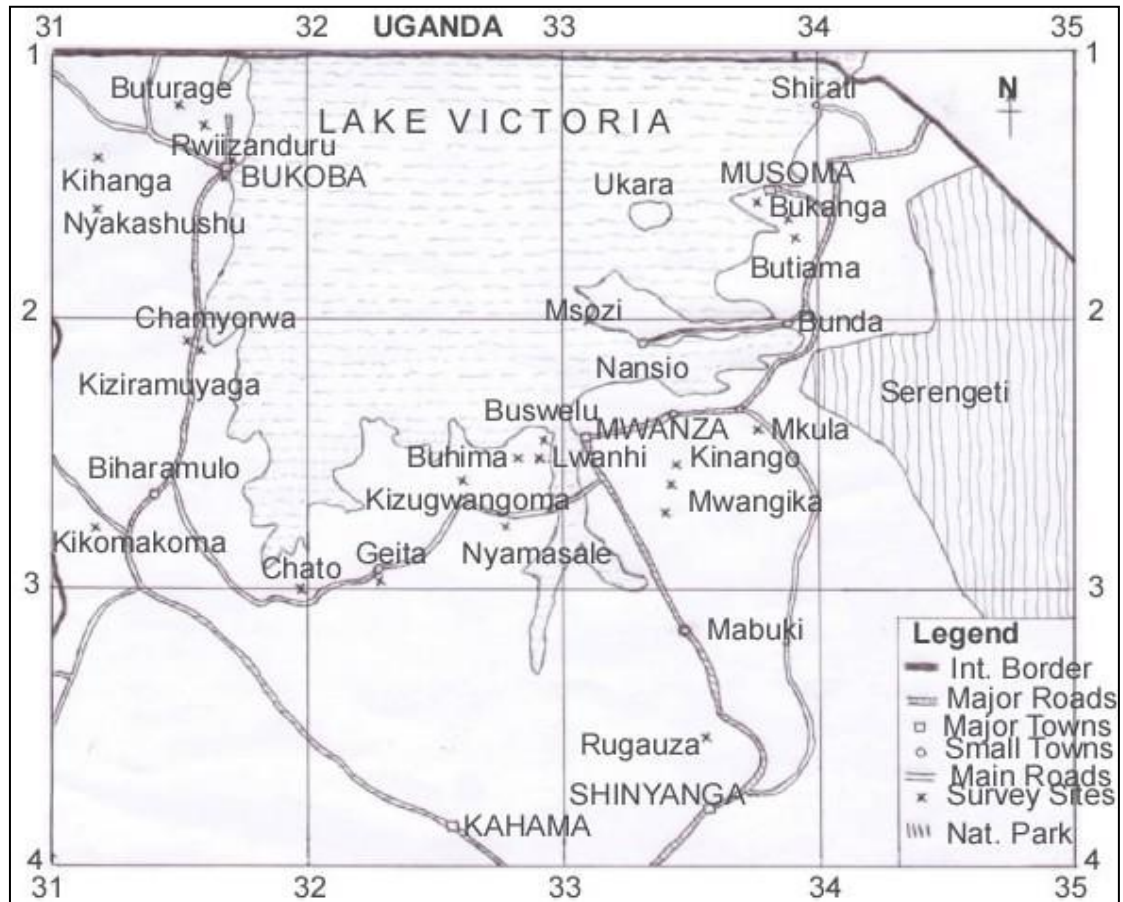 31 32 UGANDA 33 34 35
1 1
Buturage
Shirati
N
LAKE VICTORIA
Rwiizanduru
Kihanga
BUKOBA
Ukara
MUSOMA
Bukanga
Nyakashushu
Butiama
2 2
Chamyorwa
Msozi
Bunda
Nansio
Kiziramuyaga
Serengeti
Buswelu
MWANZA
Mkula
Biharamulo
Buhima
Lwanhi
Kinango
Kizugwangoma
Mwangika
Kikomakoma
Nyamasale
Geita
Chato
3 3
Mabuki
Legend
Int. Border
Major Roads
Major Towns
Small Towns
Main Roads
Survey Sites
Nat. Park
Rugauza
SHINYANGA
KAHAMA
4 4
31 32 33 34 35